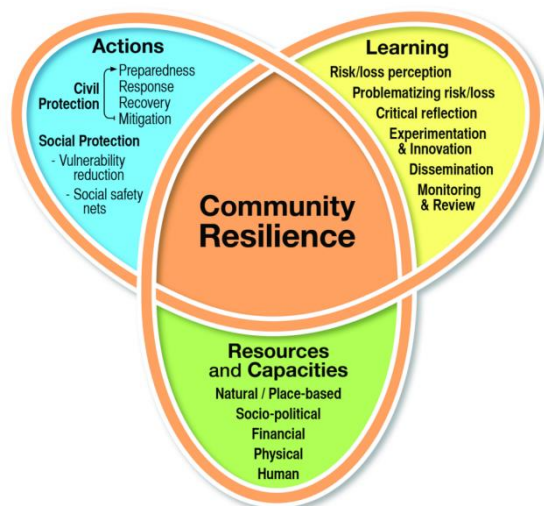 Actions
Civil
Protection
Preparedness
Response
Recovery
Mitigation
Social Protection
- Vulnerability
reduction
- Social safety
nets
Learning
Risk/loss perception
Problematizing risk/loss
Critical reflection
Experimentation
& Innovation
Dissemination
Monitoring
& Review
Community
Resilience
Resources
and Capacities
Natural / Place-based
Socio-political
Financial
Physical
Human